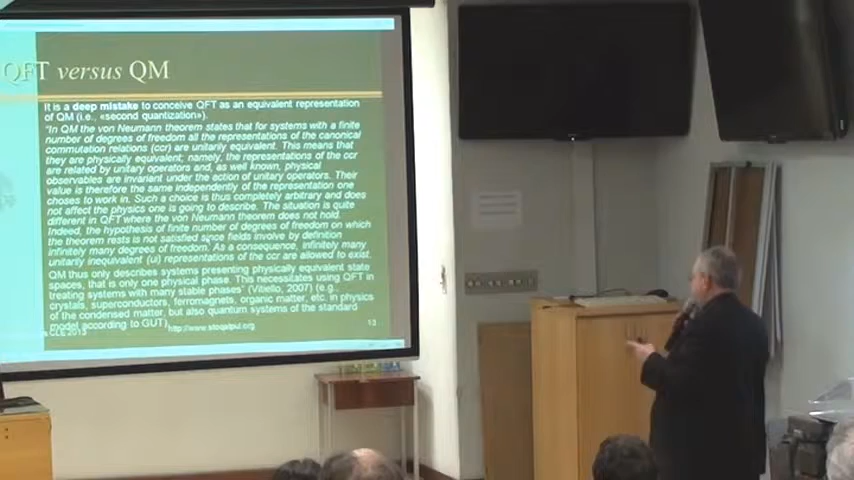 QFT versus QM
It is a deep mistake to conceive QFT as an equivalent representation
of QM (i.e., «second quantization»).
"In QM the von Neumann theorem states that for systems with a finite
number of degrees of freedom all the representations of the canonical
commutation relations (ccr) are unitarily equivalent. This means that
they are physically equivalent; namely, the representations of the ccr
are related by unitary operators and, as well known, physical
observables are invariant under the action of unitary operators. Their
value is therefore the same independently of the representation one
choses to work in. Such a choice is thus completely arbitrary and does
not affect the physics one is going to describe. The situation is quite
different in QFT where the von Neumann theorem does not hold.
Indeed, the hypothesis of finite number of degrees of freedom on which
the theorem rests is not satisfied since fields involve by definition
infinitely many degrees of freedom. As a consequence, infinitely many
unitarily inequivalent (ui) representations of the ccr are allowed to exist.
QM thus only describes systems presenting physically equivalent state
spaces, that is only one physical phase. This necessitates using QFT in
treating systems with many stable phases" (Vitiello, 2007) (e.g.,
crystals, superconductors, ferromagnets, organic matter, etc. in physics
of the condensed matter, but also quantum systems of the standard
model according to GUT)
CLE 2013
http://www.stoqatpul.org
13